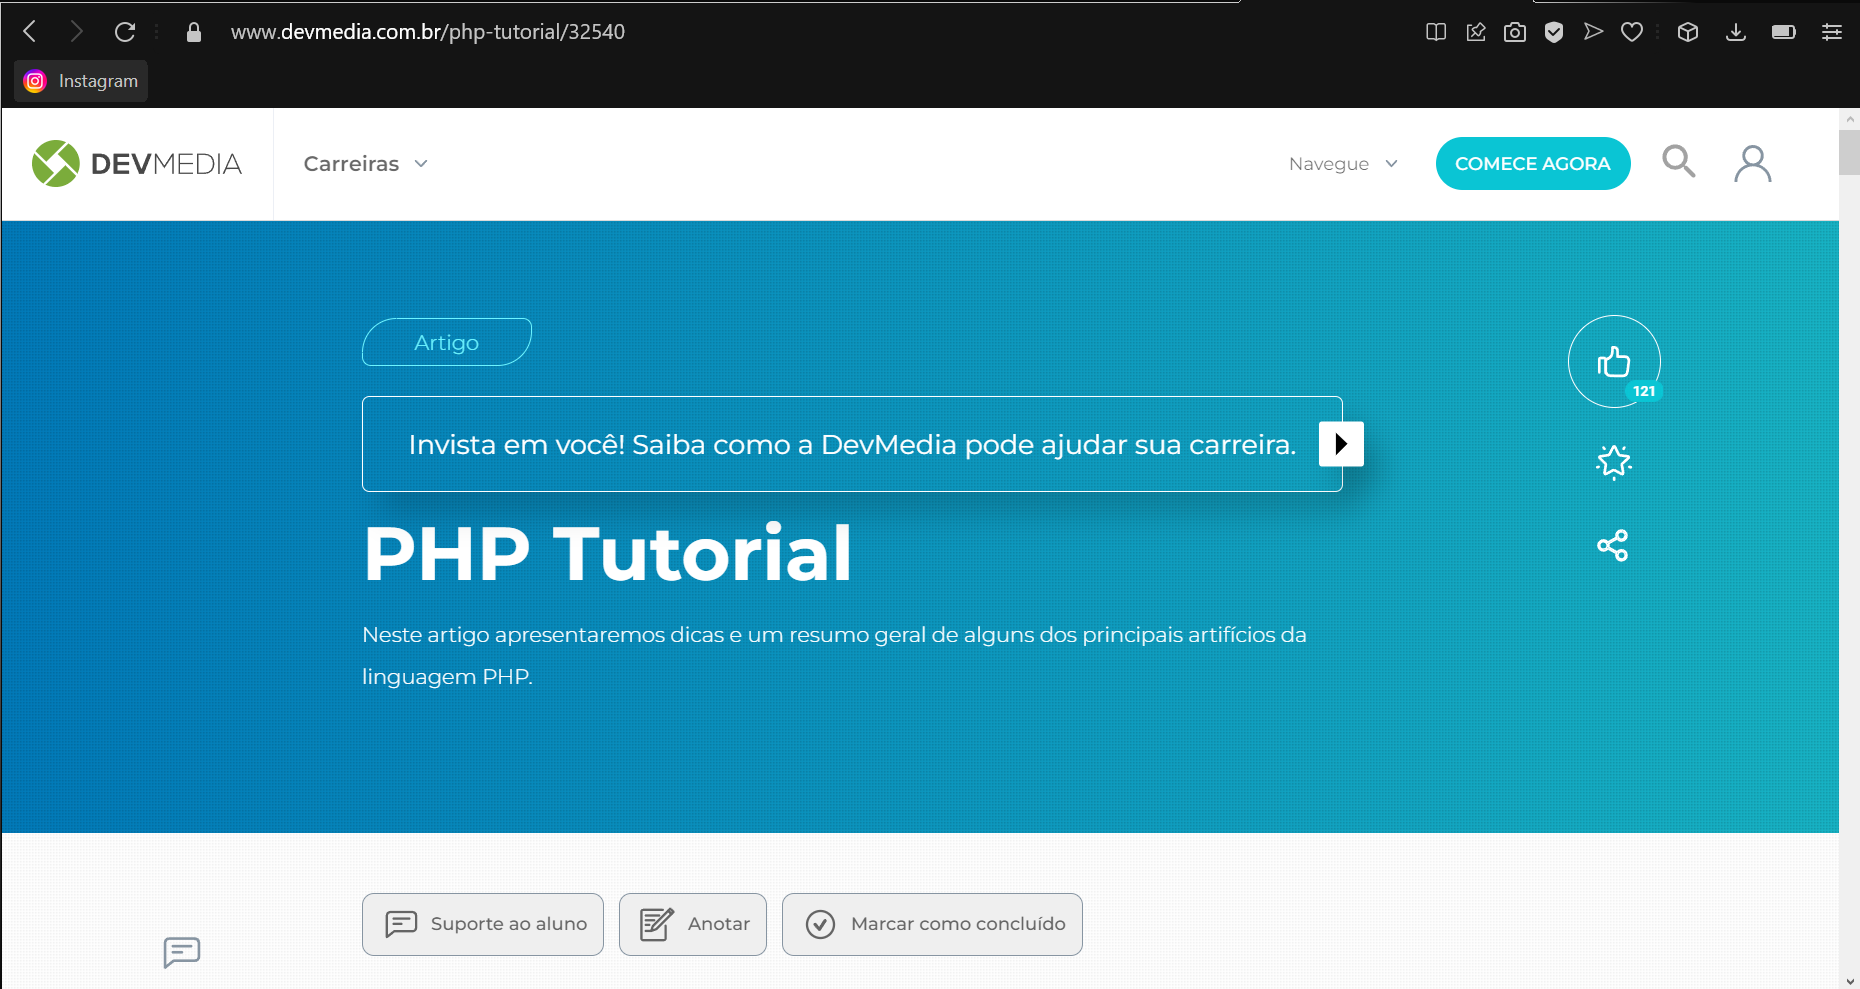 www.devmedia.com.br/php-tutorial/32540
Instagram
DEVMEDIA
Carreiras
Navegue
COMECE AGORA
Artigo
121
Invista em você! Saiba como a DevMedia pode ajudar sua carreira.
PHP Tutorial
Neste artigo apresentaremos dicas e um resumo geral de alguns dos principais artifícios da
linguagem PHP.
Suporte ao aluno
Anotar
Marcar como concluído